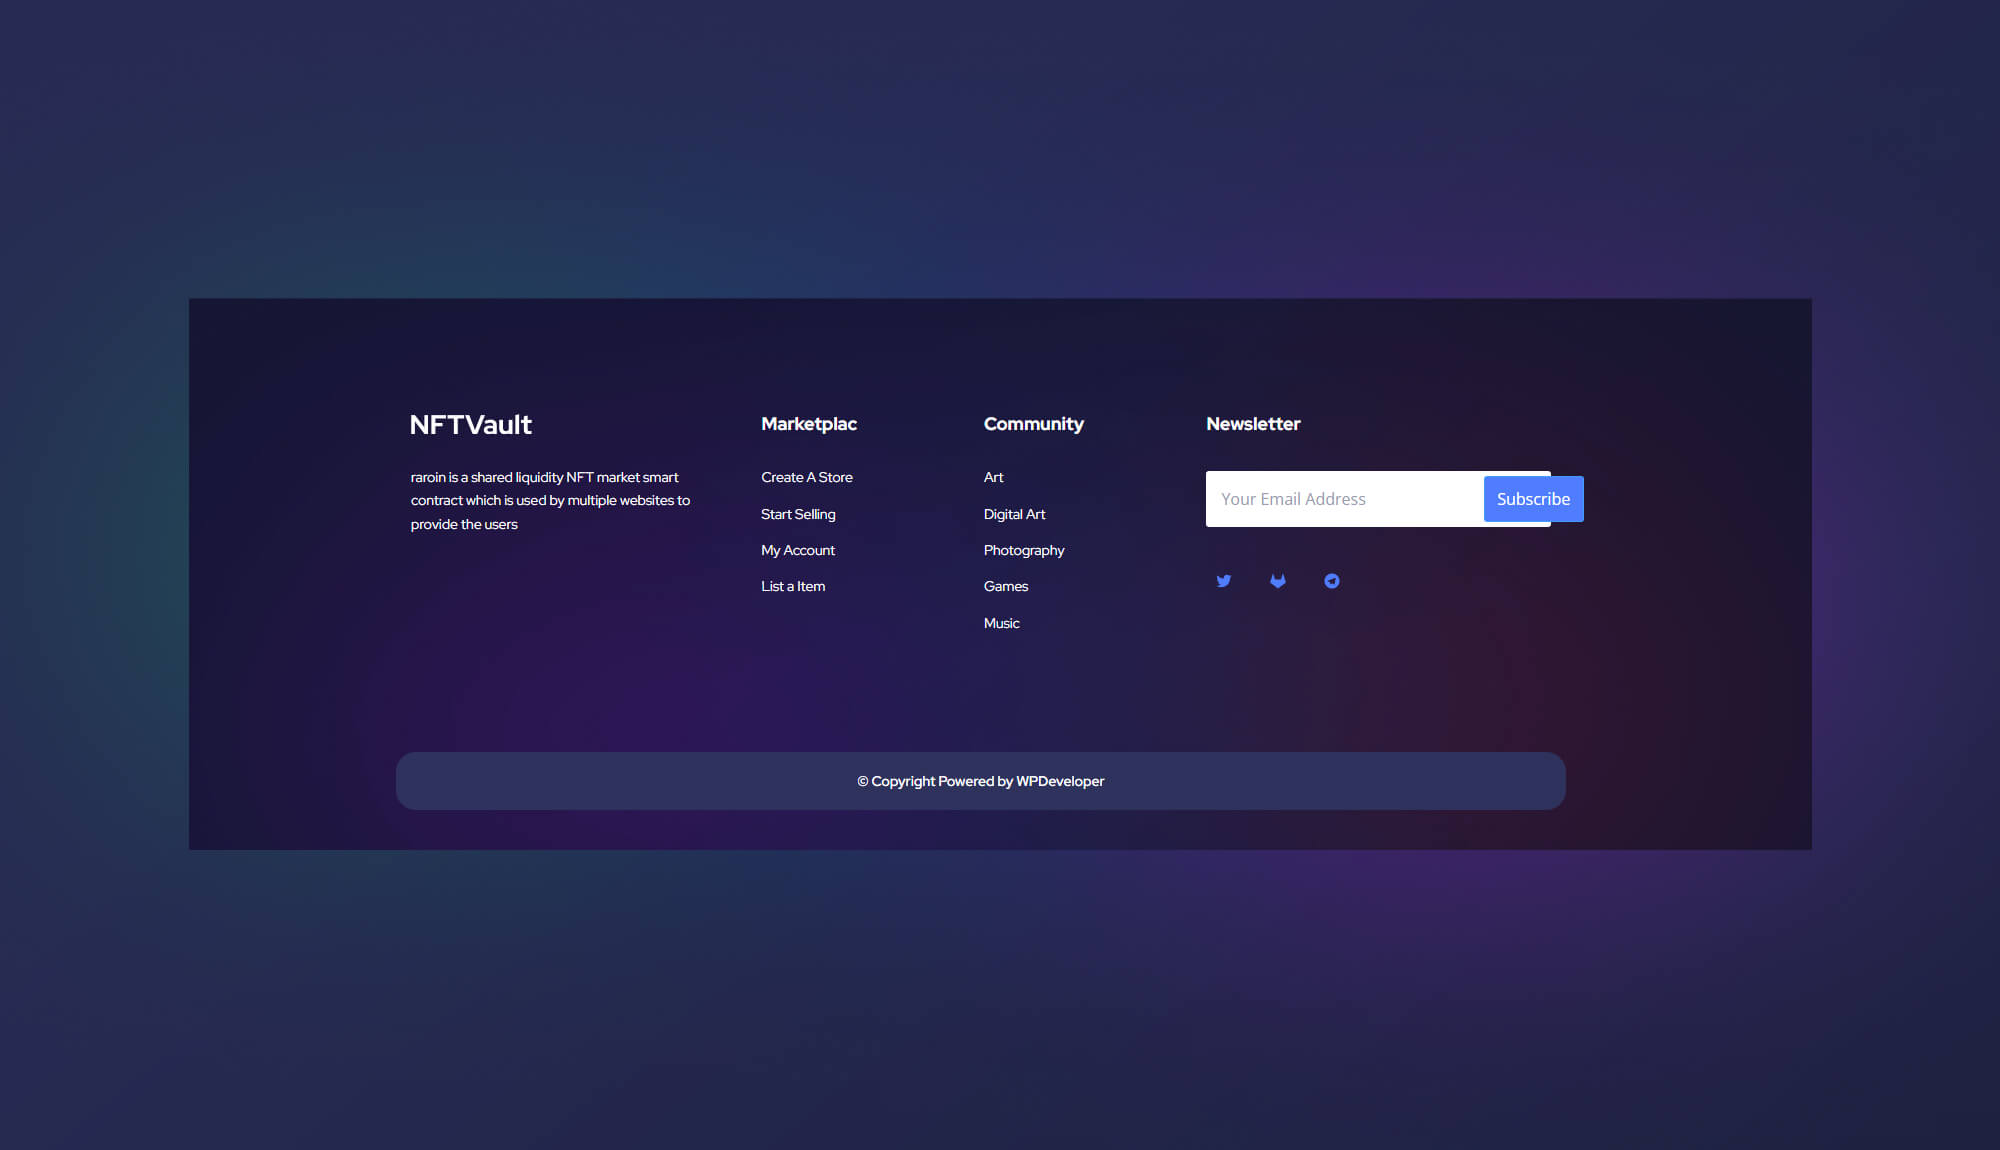 NFTVault
raroin is a shared liquidity NFT market smart
contract which is used by multiple websites to
provide the users
Marketplac
Create A Store
Start Selling
My Account
List a Item
Community
Art
Digital Art
Photography
Games
Music
Newsletter
Your Email Address
Subscribe
© Copyright Powered by WPDeveloper